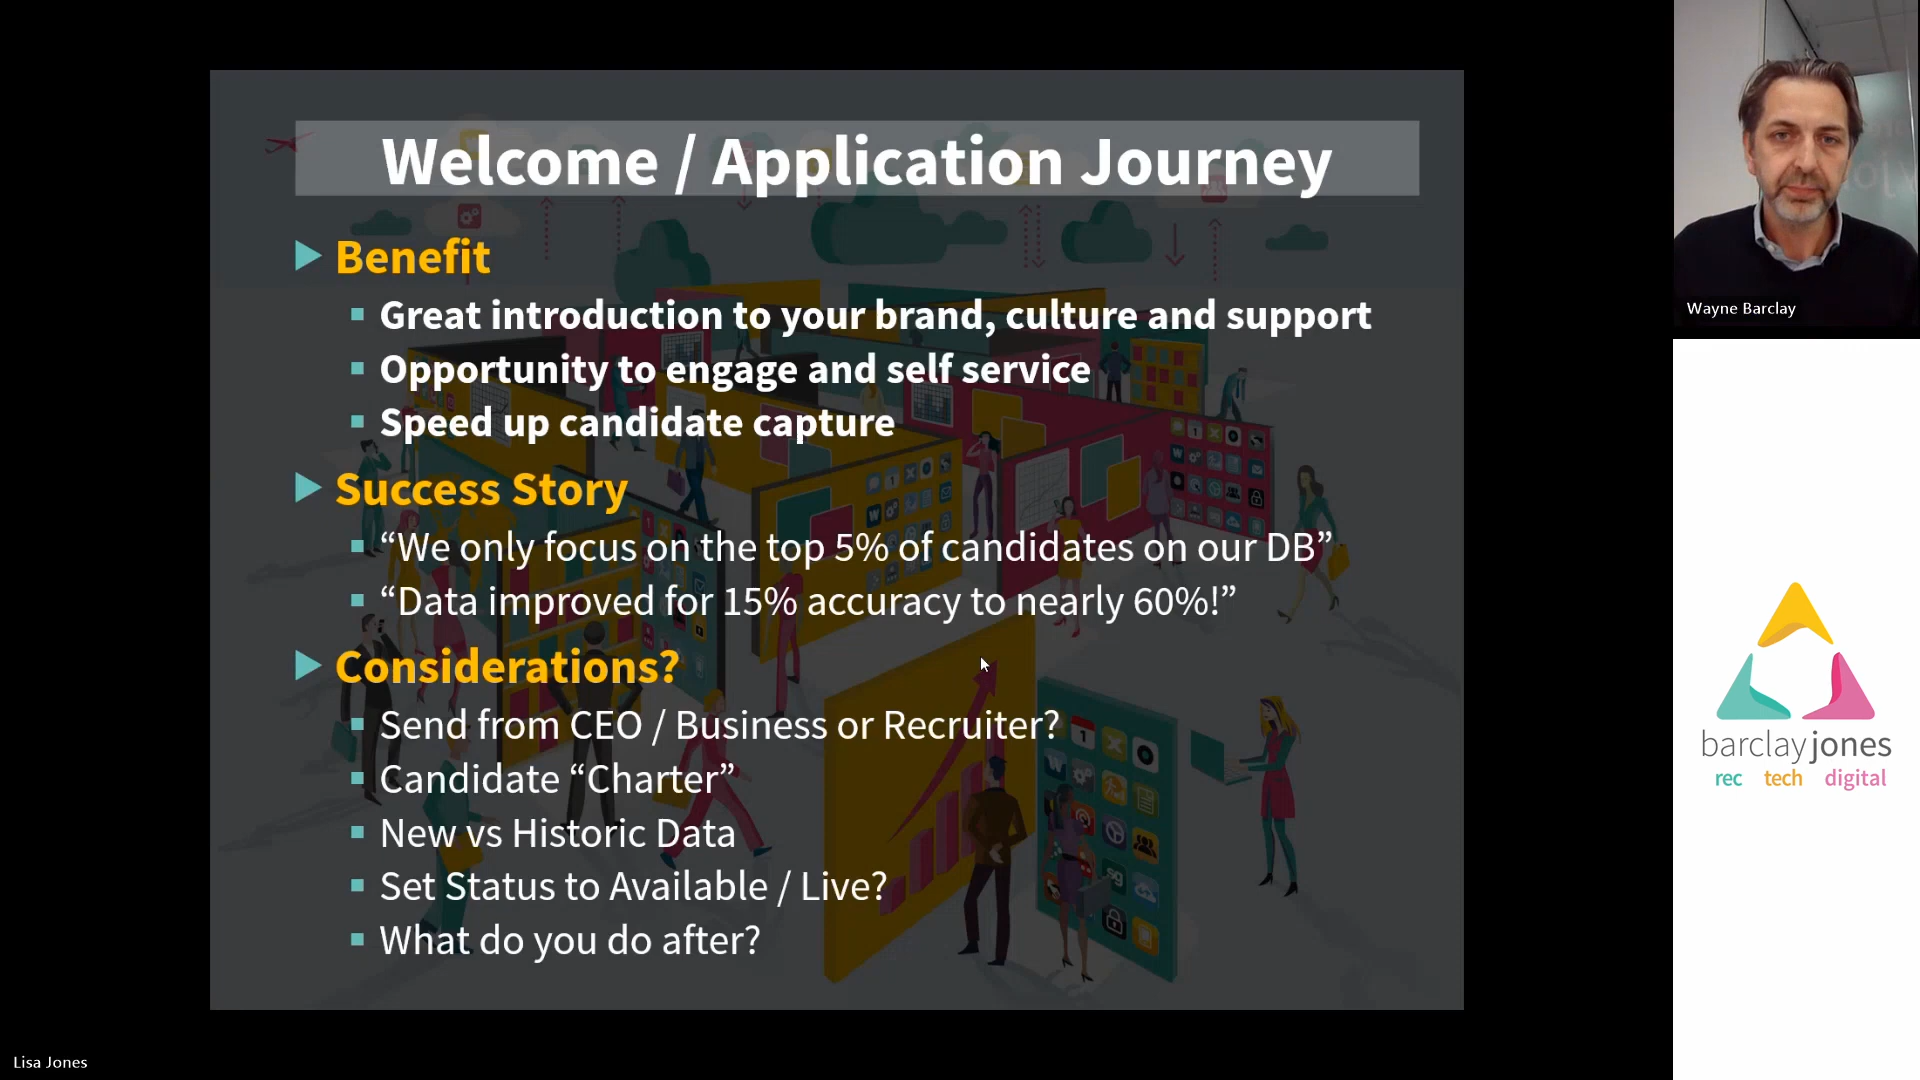 Welcome / Application Journey
Benefit
Great introduction to your brand, culture and support
Opportunity to engage and self service
Speed up candidate capture
Success Story
“We only focus on the top 5% of candidates on our DB”
“Data improved for 15% accuracy to nearly 60%!”
Considerations?
Send from CEO / Business or Recruiter?
Candidate “Charter”
New vs Historic Data
Set Status to Available / Live?
What do you do after?
Wayne Barclay
barclayjones
rec tech digital
Lisa Jones